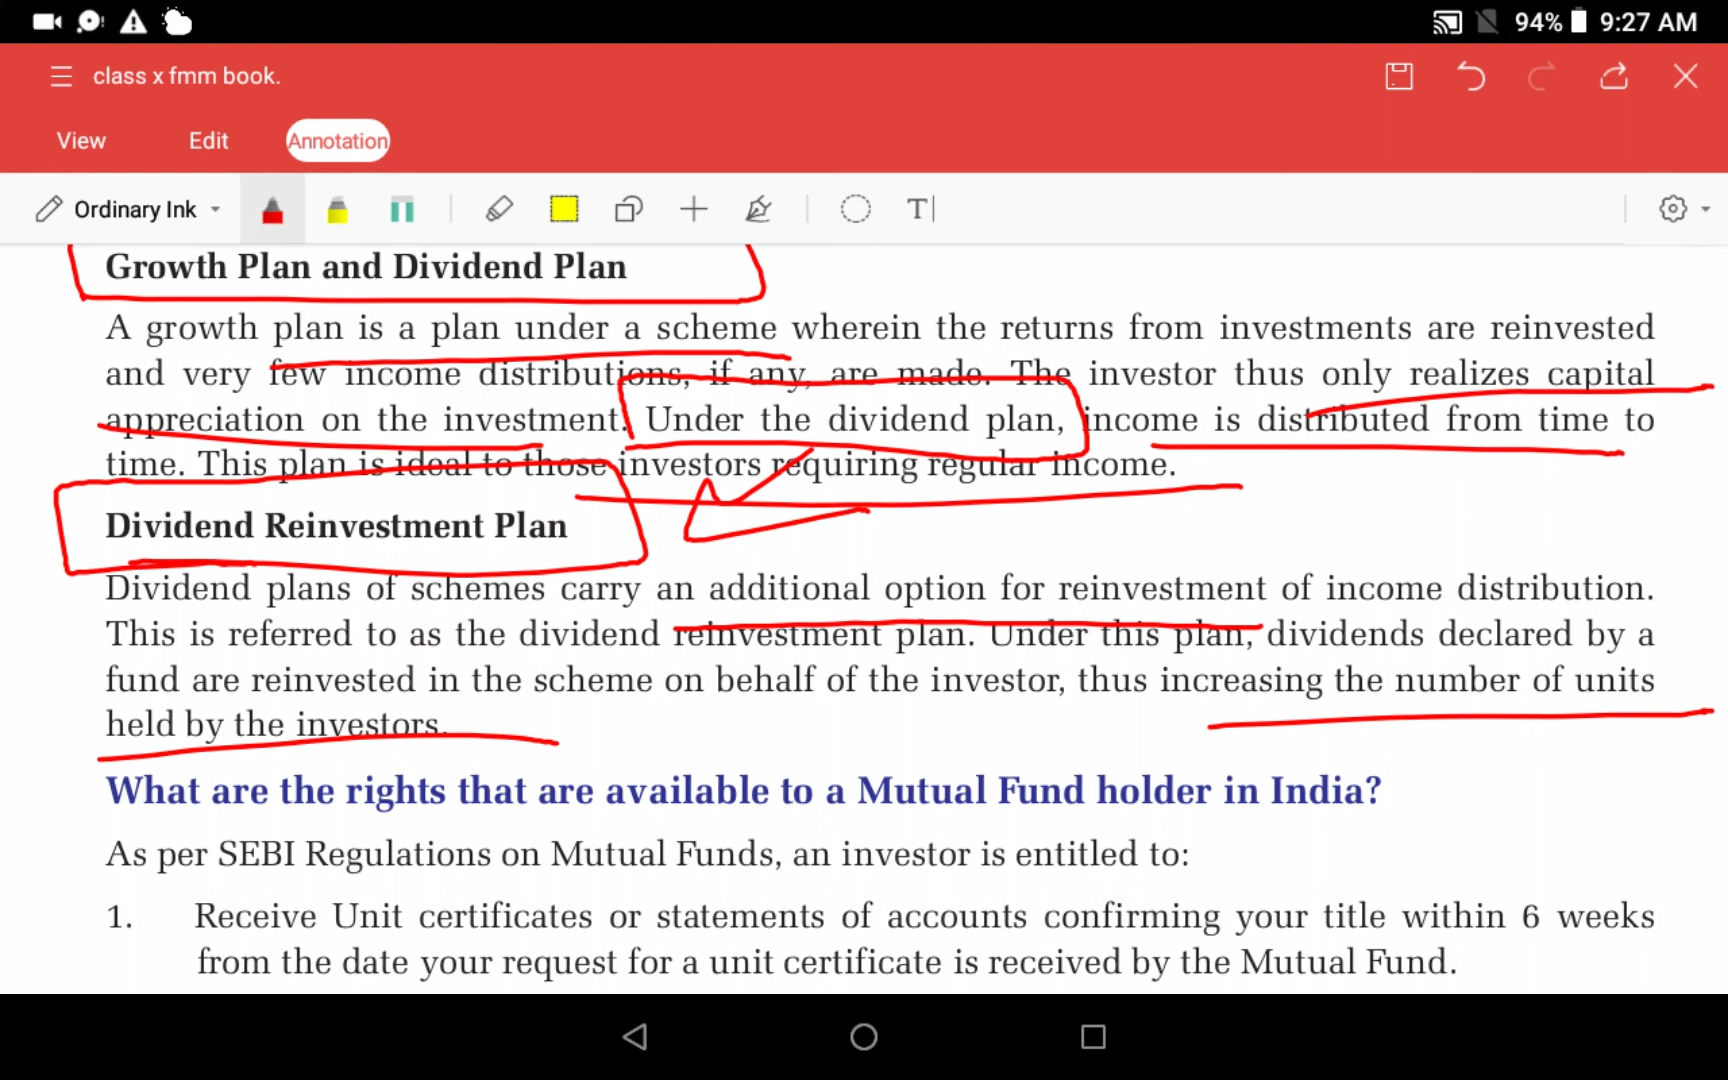 94% 9:27 AM
class x fmm book.
View Edit Annotation
Ordinary Ink T|
Growth Plan and Dividend Plan
A growth plan is a plan under a scheme wherein the returns from investments are reinvested
and very few income distributions, if any, are made. The investor thus only realizes capital
appreciation on the investment. Under the dividend plan, income is distributed from time to
time. This plan is ideal to those investors requiring regular income.
Dividend Reinvestment Plan
Dividend plans of schemes carry an additional option for reinvestment of income distribution.
This is referred to as the dividend reinvestment plan. Under this plan, dividends declared by a
fund are reinvested in the scheme on behalf of the investor, thus increasing the number of units
held by the investors.
What are the rights that are available to a Mutual Fund holder in India?
As per SEBI Regulations on Mutual Funds, an investor is entitled to:
1. Receive Unit certificates or statements of accounts confirming your title within 6 weeks
from the date your request for a unit certificate is received by the Mutual Fund.